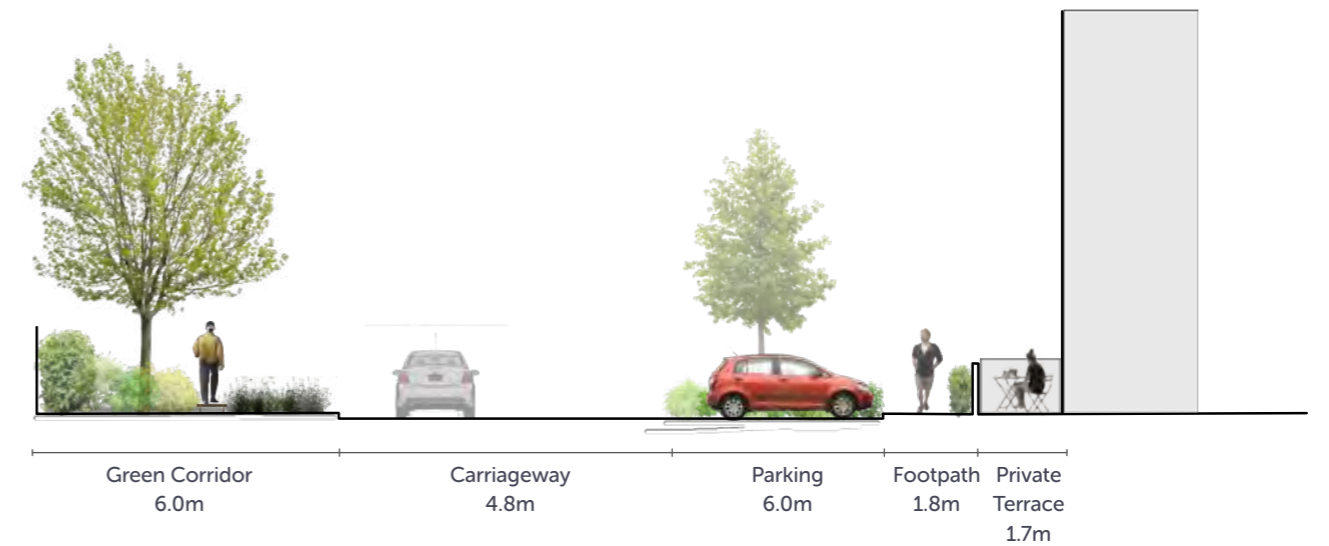 Green Corridor
6.0m
Carriageway
4.8m
Parking
6.0m
Footpath
1.8m
Private
Terrace
1.7m